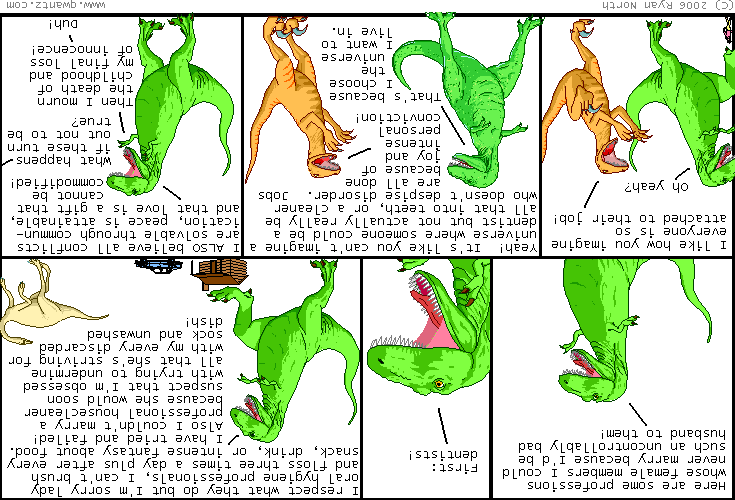 Here are some professions
whose female members I could
never marry because I'd be
such an uncontrollably bad
husband to them!
First:
dentists!
I respect what they do but I'm sorry lady
oral hygiene professionals, I can't brush
and floss three times a day plus after every
snack, drink, or intense fantasy about food.
I have tried and failed!
Also I couldn't marry a
professional housecleaner
because she would soon
suspect that I'm obsessed
with trying to undermine
all that she's striving for
with my every discarded
sock and unwashed
dish!
I like how you imagine
everyone is so
attached to their job!
Oh yeah?
Yeah! It's like you can't imagine a
universe where someone could be a
dentist but not actually really be
all that into teeth, or a cleaner
who doesn't despise disorder. Jobs
are all done
because of
joy and
intense
personal
conviction!
That's because
I choose
the
universe
I want to
live in.
I ALSO believe all conflicts
are solvable through commun-
ication, peace is attainable,
and that love is a gift that
cannot be
commodified!
what happens
if these turn
out not to be
true?
Then I mourn
the death of
childhood and
my final loss
of innocence!
Duh!
(C) 2006 Ryan North
www.qwantz.com